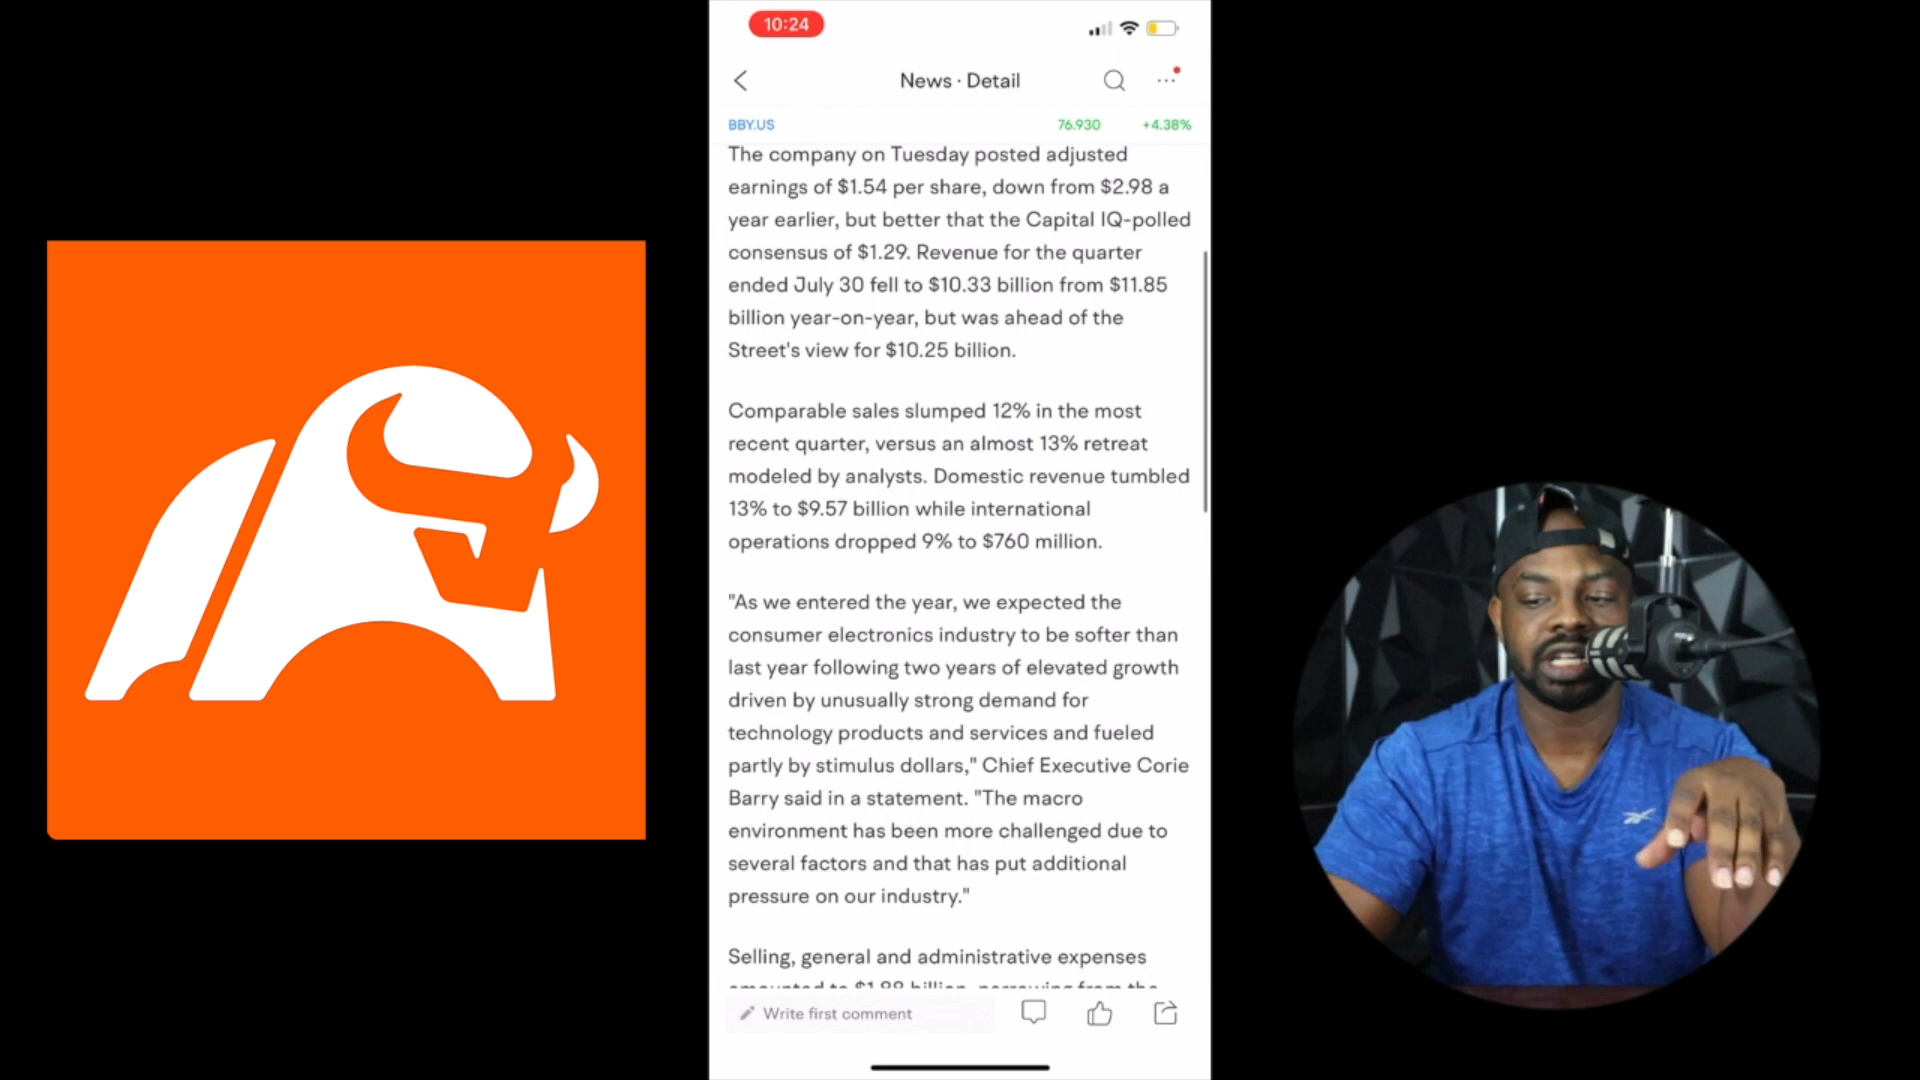 10:24
News · Detail
BBY.US 76.930 +4.38%
The company on Tuesday posted adjusted
earnings of $1.54 per share, down from $2.98 a
year earlier, but better that the Capital IQ-polled
consensus of $1.29. Revenue for the quarter
ended July 30 fell to $10.33 billion from $11.85
billion year-on-year, but was ahead of the
Street's view for $10.25 billion.
Comparable sales slumped 12% in the most
recent quarter, versus an almost 13% retreat
modeled by analysts. Domestic revenue tumbled
13% to $9.57 billion while international
operations dropped 9% to $760 million.
"As we entered the year, we expected the
consumer electronics industry to be softer than
last year following two years of elevated growth
driven by unusually strong demand for
technology products and services and fueled
partly by stimulus dollars," Chief Executive Corie
Barry said in a statement. "The macro
environment has been more challenged due to
several factors and that has put additional
pressure on our industry."
Selling, general and administrative expenses
Write first comment